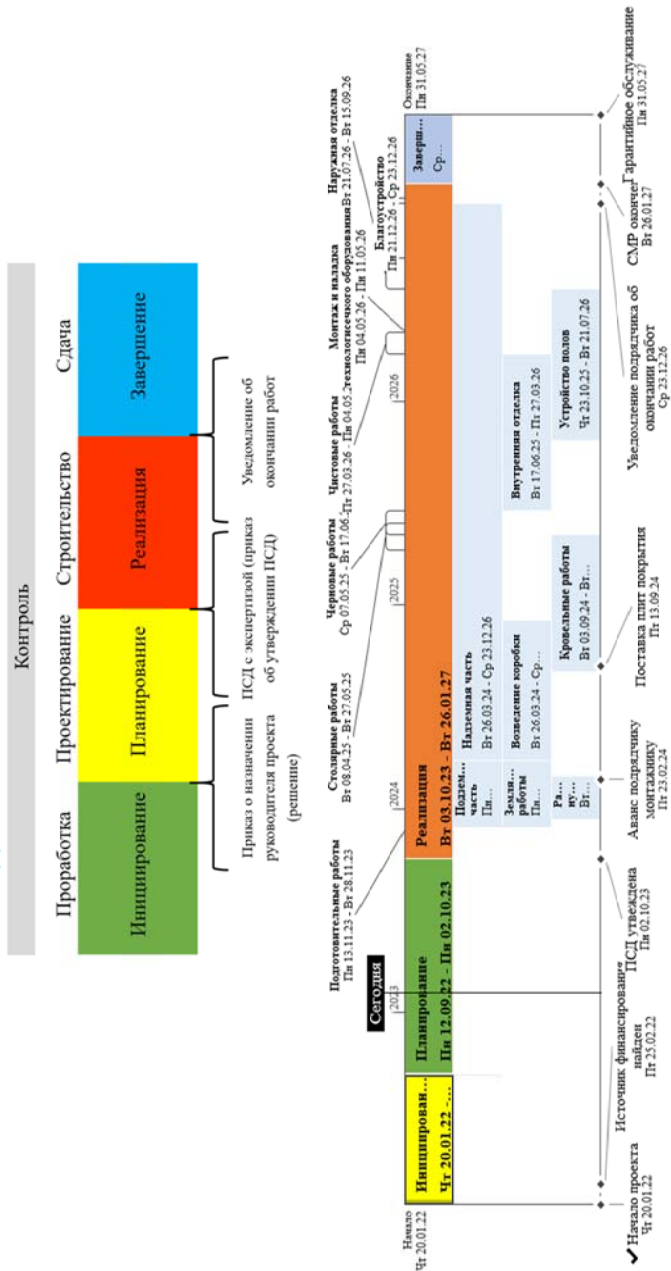 Контроль
Проработка
Проектирование
Строительство
Сдача
Инициирование
Планирование
Реализация
Завершение
Приказ о назначении
руководителя проекта
(решение)
ПСД с экспертизой (приказ
об утверждении ПСД)
Уведомление об
окончании работ
Подготовительные работы
Пн 13.11.23 - Вт 28.11.23
Столярные работы
Вт 08.04.25 - Вт 27.05.25
Черновые работы
Ср 07.05.25 - Вт 17.06.
Чистовые работы
Пт 27.03.26 - Пн 04.05.2
Монтаж и наладка
технологисечкого оборудования
Пн 04.05.26 - Пн 11.05.26
Наружная отделка
Вт 21.07.26 - Вт 15.09.26
Благоустройство
Пн 21.12.26 - Ср 23.12.26
Сегодня
2023
2024
2025
2026
Начало
Чт 20.01.22
Окончание
Пн 31.05.27
Инициирован...
Чт 20.01.22 -...
Планирование
Пн 12.09.22 - Пн 02.10.23
Реализация
Вт 03.10.23 - Вт 26.01.27
Заверш...
Ср...
Подзем...
часть
Пн...
Надземная часть
Вт 26.03.24 - Ср 23.12.26
Земля...
работы
Пн...
Возведение коробки
Вт 26.03.24 - Ср...
Внутренняя отделка
Вт 17.06.25 - Пт 27.03.26
Ра...
ну...
Вт...
Кровельные работы
Вт 03.09.24 - Вт...
Устройство полов
Чт 23.10.25 - Вт 21.07.26
✓ Начало проекта
Чт 20.01.22
Источник финансирования
найден
Пт 25.02.22
ПСД утвеждена
Пн 02.10.23
Аванс подрядчику
монтажнику
Пт 23.02.24
Поставка плит покрытия
Пт 13.09.24
Уведомление подрядчика об
окончании работ
Ср 23.12.26
СМР окончен
Вт 26.01.27
Гарантийное обслуживание
Пн 31.05.27